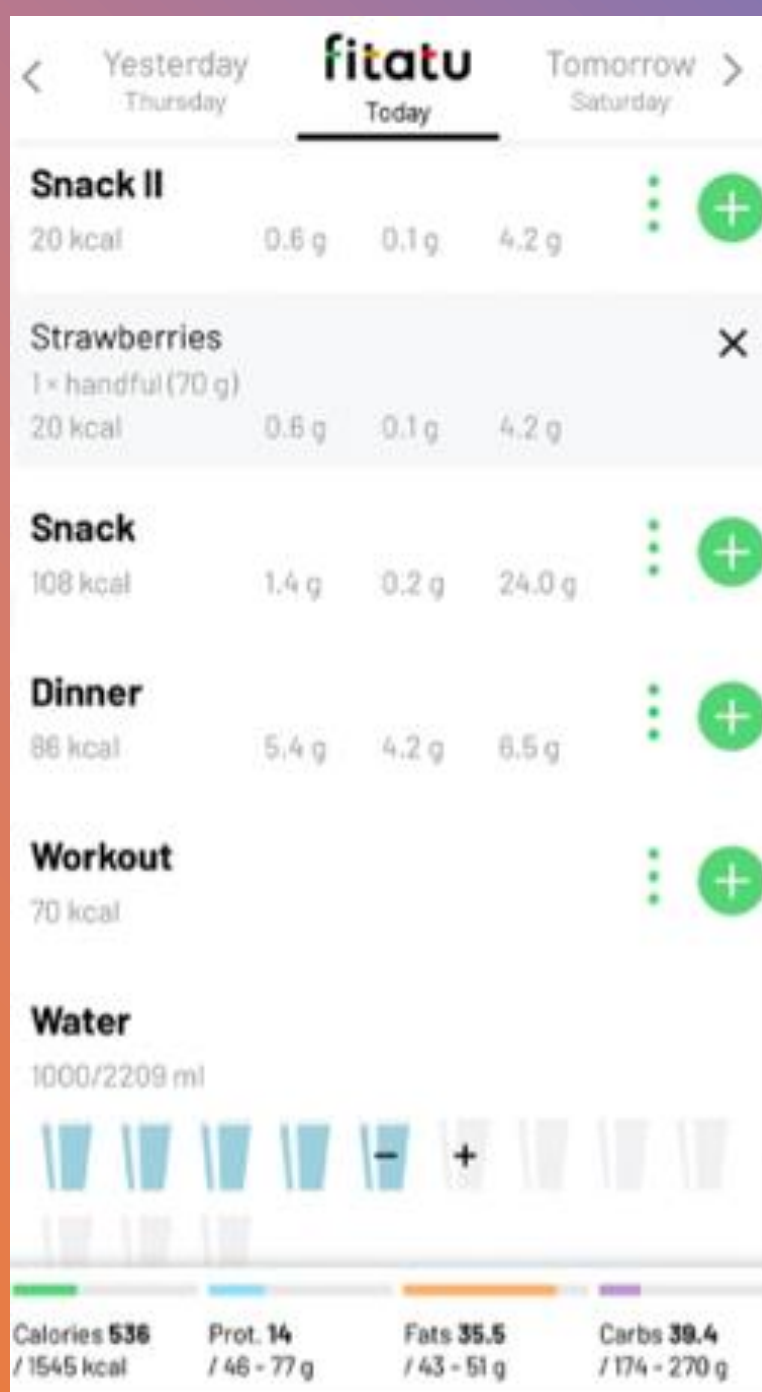 fitatu
Yesterday Tomorrow
Thursday Today Saturday
Snack II
20 kcal 0.6 g 0.1 g 4.2 g
Strawberries
1 × handful (70 g)
20 kcal 0.6 g 0.1 g 4.2 g
Snack
108 kcal 1.4 g 0.2 g 24.0 g
Dinner
86 kcal 5.4 g 4.2 g 6.5 g
Workout
70 kcal
Water
1000/2209 ml
Calories 536 Prot. 14 Fats 35.5 Carbs 39.4
/ 1545 kcal / 46 - 77 g / 43 - 51 g / 174 - 270 g